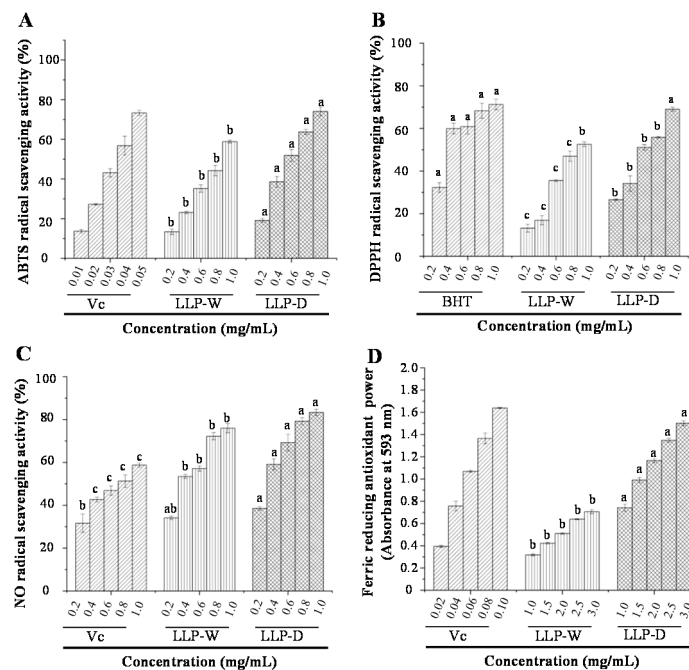 A
ABTS radical scavenging activity (%)
100
80
60
40
20
0
b b b b b
a a a a a
0.01 0.02 0.03 0.04 0.05 0.2 0.4 0.6 0.8 1.0 0.2 0.4 0.6 0.8 1.0
Vc LLP-W LLP-D
Concentration (mg/mL)
B
DPPH radical scavenging activity (%)
100
80
60
40
20
0
a a a a a
c c c c b
b b b b a
0.2 0.4 0.6 0.8 1.0 0.2 0.4 0.6 0.8 1.0 0.2 0.4 0.6 0.8 1.0
BHT LLP-W LLP-D
Concentration (mg/mL)
C
NO radical scavenging activity (%)
100
80
60
40
20
0
b c c c c
ab b b b b
a a a a a
0.2 0.4 0.6 0.8 1.0 0.2 0.4 0.6 0.8 1.0 0.2 0.4 0.6 0.8 1.0
Vc LLP-W LLP-D
Concentration (mg/mL)
D
Ferric reducing antioxidant power
(Absorbance at 593 nm)
2.0
1.8
1.6
1.4
1.2
1.0
0.8
0.6
0.4
0.2
0.0
b b b b b
a a a a a
0.02 0.04 0.06 0.08 0.10 1.0 1.5 2.0 2.5 3.0 1.0 1.5 2.0 2.5 3.0
Vc LLP-W LLP-D
Concentration (mg/mL)